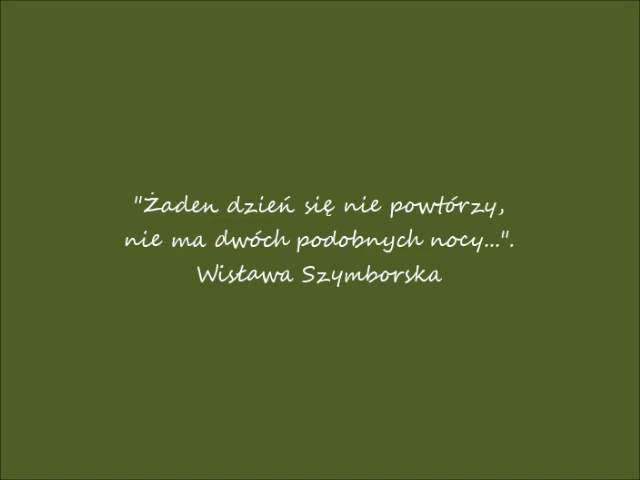 "Żaden dzień się nie powtórzy,
nie ma dwóch podobnych nocy...".
Wisława Szymborska